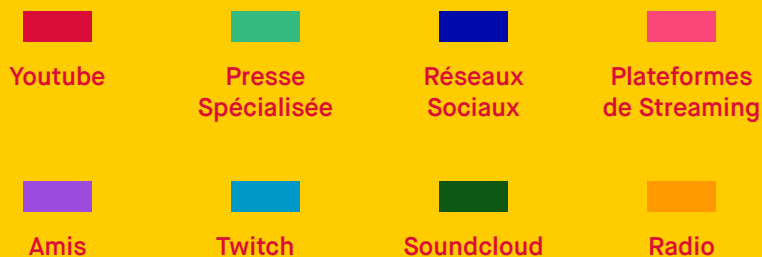 Youtube
Presse
Spécialisée
Réseaux
Sociaux
Plateformes
de Streaming
Amis
Twitch
Soundcloud
Radio